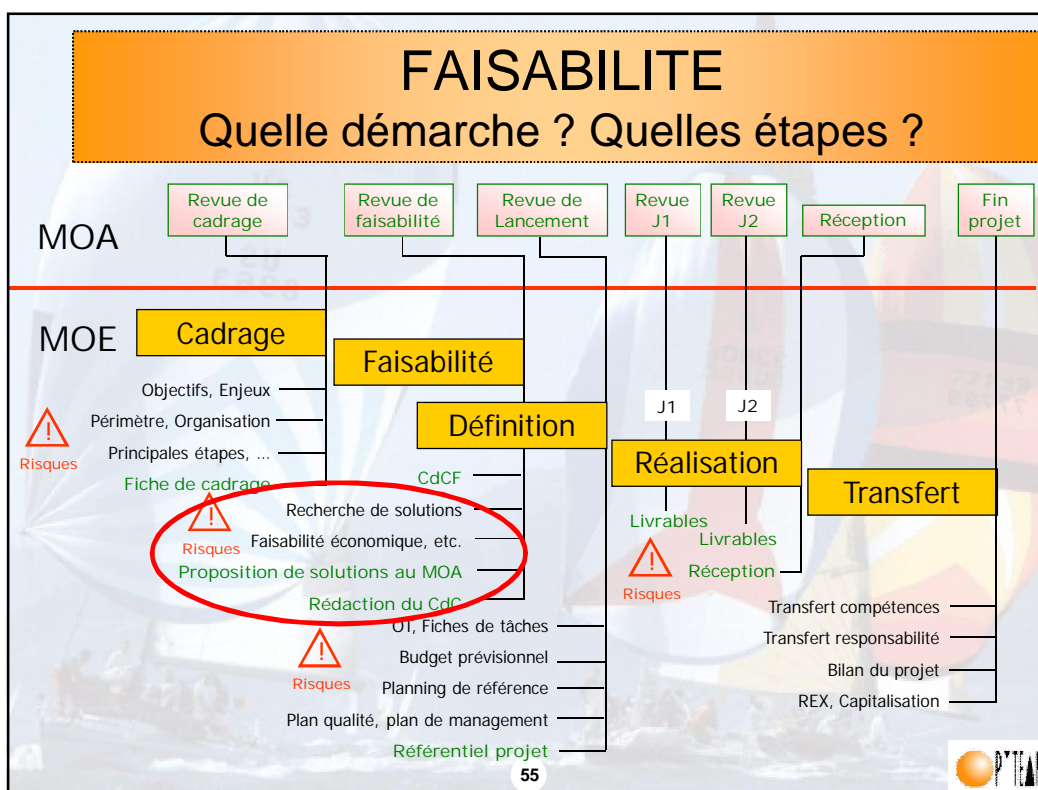 FAISABILITE
Quelle démarche ? Quelles étapes ?
MOA
Revue de
cadrage
Revue de
faisabilité
Revue de
Lancement
Revue
J1
Revue
J2
Réception
Fin
projet
MOE
Cadrage
Faisabilité
Définition
Réalisation
Transfert
J1
J2
Objectifs, Enjeux
Périmètre, Organisation
Principales étapes, ...
Fiche de cadrage
Risques
CdCF
Recherche de solutions
Faisabilité économique, etc.
Proposition de solutions au MOA
Rédaction du CdC
Risques
OT, Fiches de tâches
Budget prévisionnel
Planning de référence
Plan qualité, plan de management
Référentiel projet
Risques
Livrables
Livrables
Réception
Risques
Transfert compétences
Transfert responsabilité
Bilan du projet
REX, Capitalisation
55